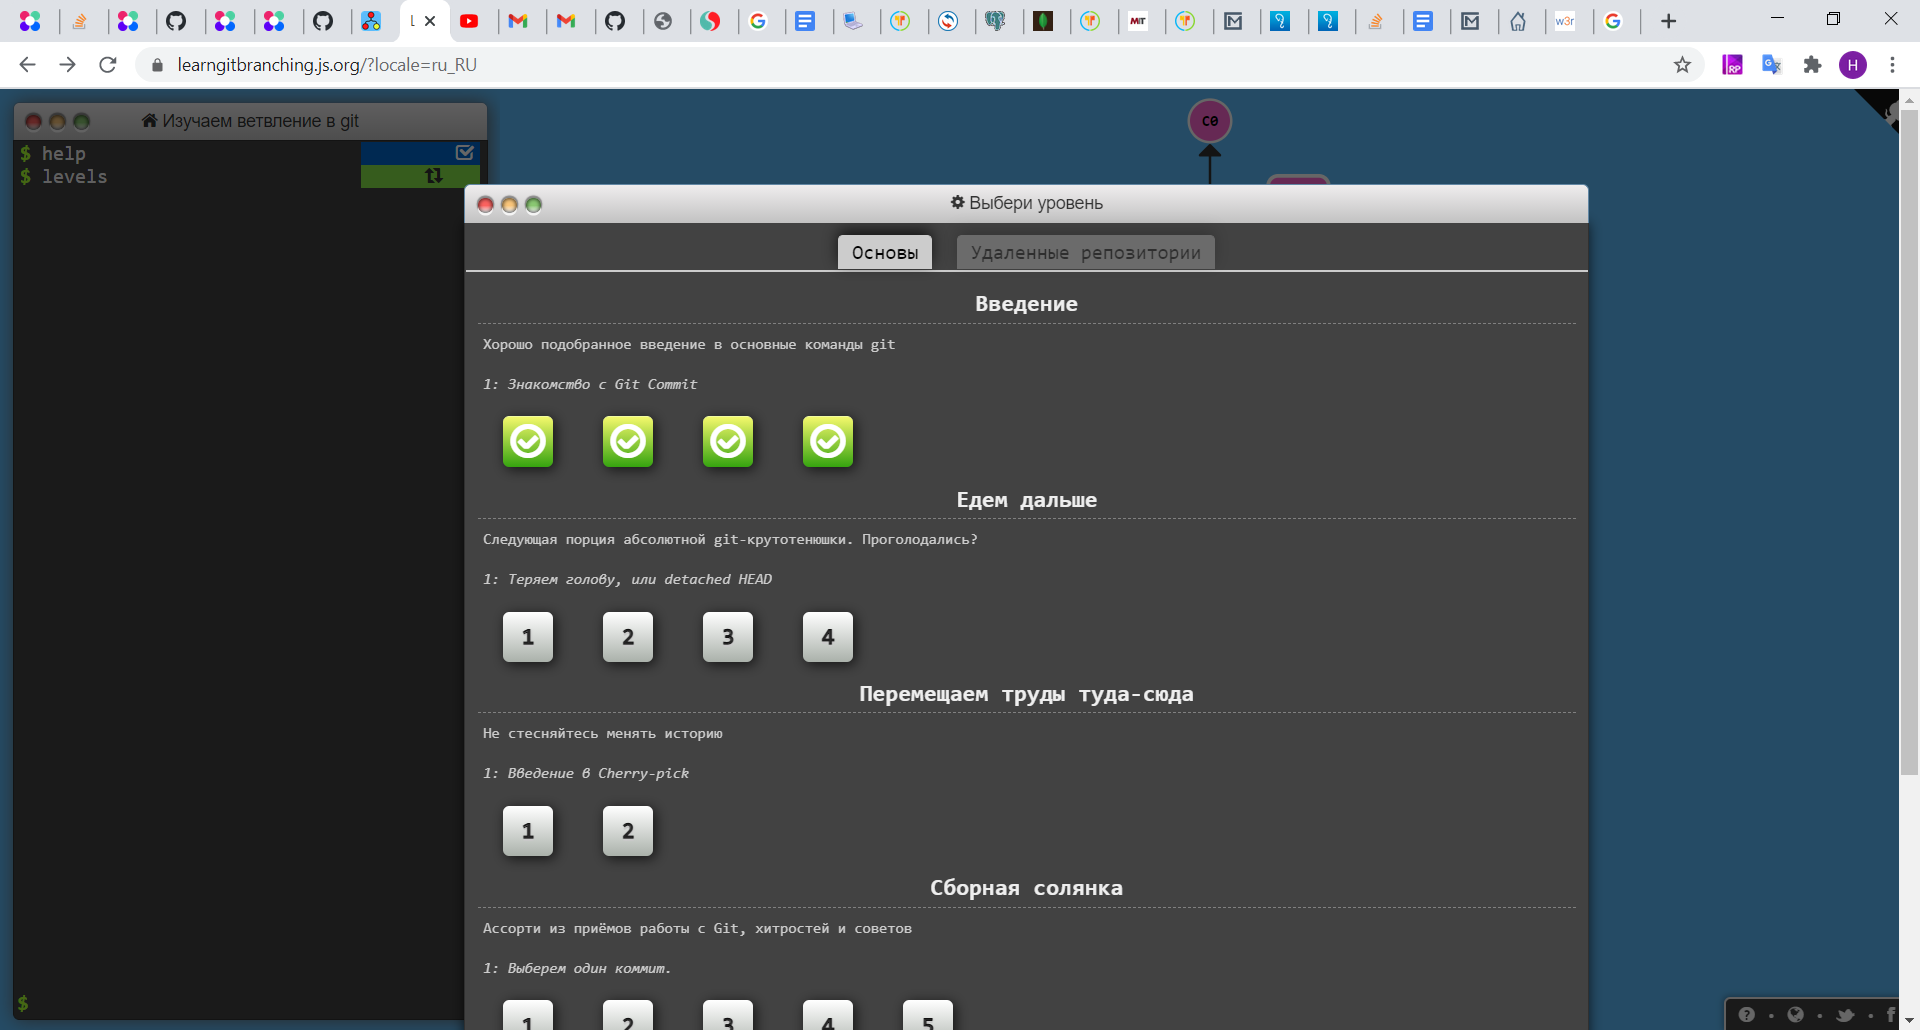 L
MIT
w3r
learngitbranching.js.org/?locale=ru_RU
RP
H
Изучаем ветвление в git
$ help
$ levels
C0
Выбери уровень
Основы
Удаленные репозитории
Введение
Хорошо подобранное введение в основные команды git
1: Знакомство с Git Commit
Едем дальше
Следующая порция абсолютной git-крутотенюшки. Проголодались?
1: Теряем голову, или detached HEAD
1 2 3 4
Перемещаем труды туда-сюда
Не стесняйтесь менять историю
1: Введение в Cherry-pick
1 2
Сборная солянка
Ассорти из приёмов работы с Git, хитростей и советов
1: Выберем один коммит.
1 2 3 4 5
$